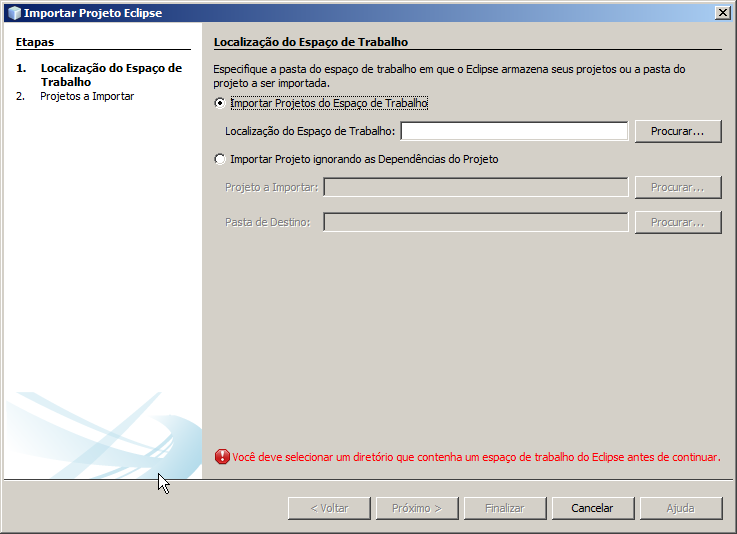 Importar Projeto Eclipse
Etapas
1. Localização do Espaço de
Trabalho
2. Projetos a Importar
Localização do Espaço de Trabalho
Especifique a pasta do espaço de trabalho em que o Eclipse armazena seus projetos ou a pasta do
projeto a ser importada.
Importar Projetos do Espaço de Trabalho
Localização do Espaço de Trabalho: Procurar...
Importar Projeto ignorando as Dependências do Projeto
Projeto a Importar: Procurar...
Pasta de Destino: Procurar...
Você deve selecionar um diretório que contenha um espaço de trabalho do Eclipse antes de continuar.
< Voltar Próximo > Finalizar Cancelar Ajuda